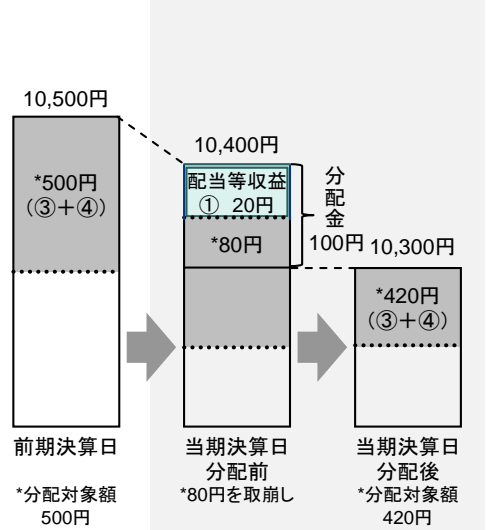 10,500円
*500円
（③＋④）
前期決算日
*分配対象額
500円
10,400円
配当等収益
① 20円
*80円
分配金
100円
当期決算日
分配前
*80円を取崩し
10,300円
*420円
（③＋④）
当期決算日
分配後
*分配対象額
420円